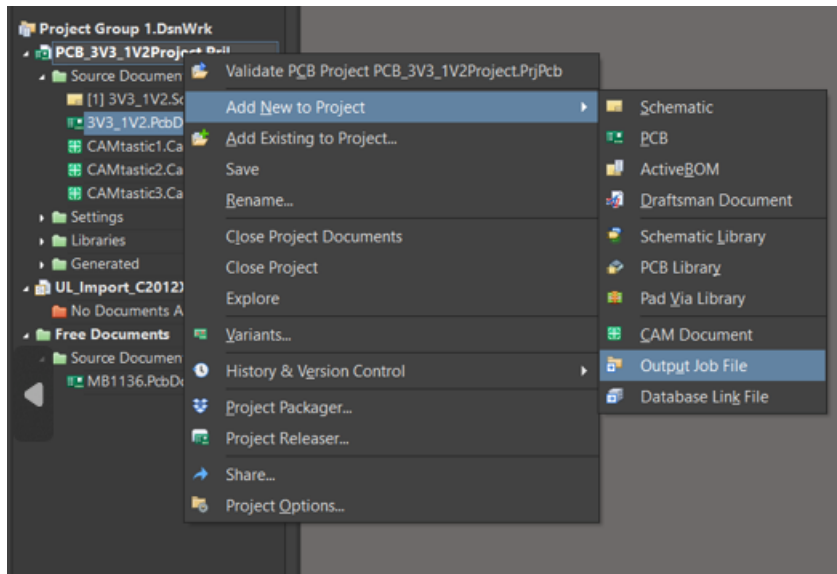 Project Group 1.DsnWrk
PCB_3V3_1V2Project.Prj
Source Documen
[1] 3V3_1V2.Sc
3V3_1V2.PcbD
CAMtastic1.Ca
CAMtastic2.Ca
CAMtastic3.Ca
Settings
Libraries
Generated
UL_Import_C2012X
No Documents A
Free Documents
Source Documen
MB1136.PcbDo
Validate PCB Project PCB_3V3_1V2Project.PrjPcb
Add New to Project
Add Existing to Project...
Save
Rename...
Close Project Documents
Close Project
Explore
Variants...
History & Version Control
Project Packager...
Project Releaser...
Share...
Project Options...
Schematic
PCB
ActiveBOM
Draftsman Document
Schematic Library
PCB Library
Pad Via Library
CAM Document
Output Job File
Database Link File